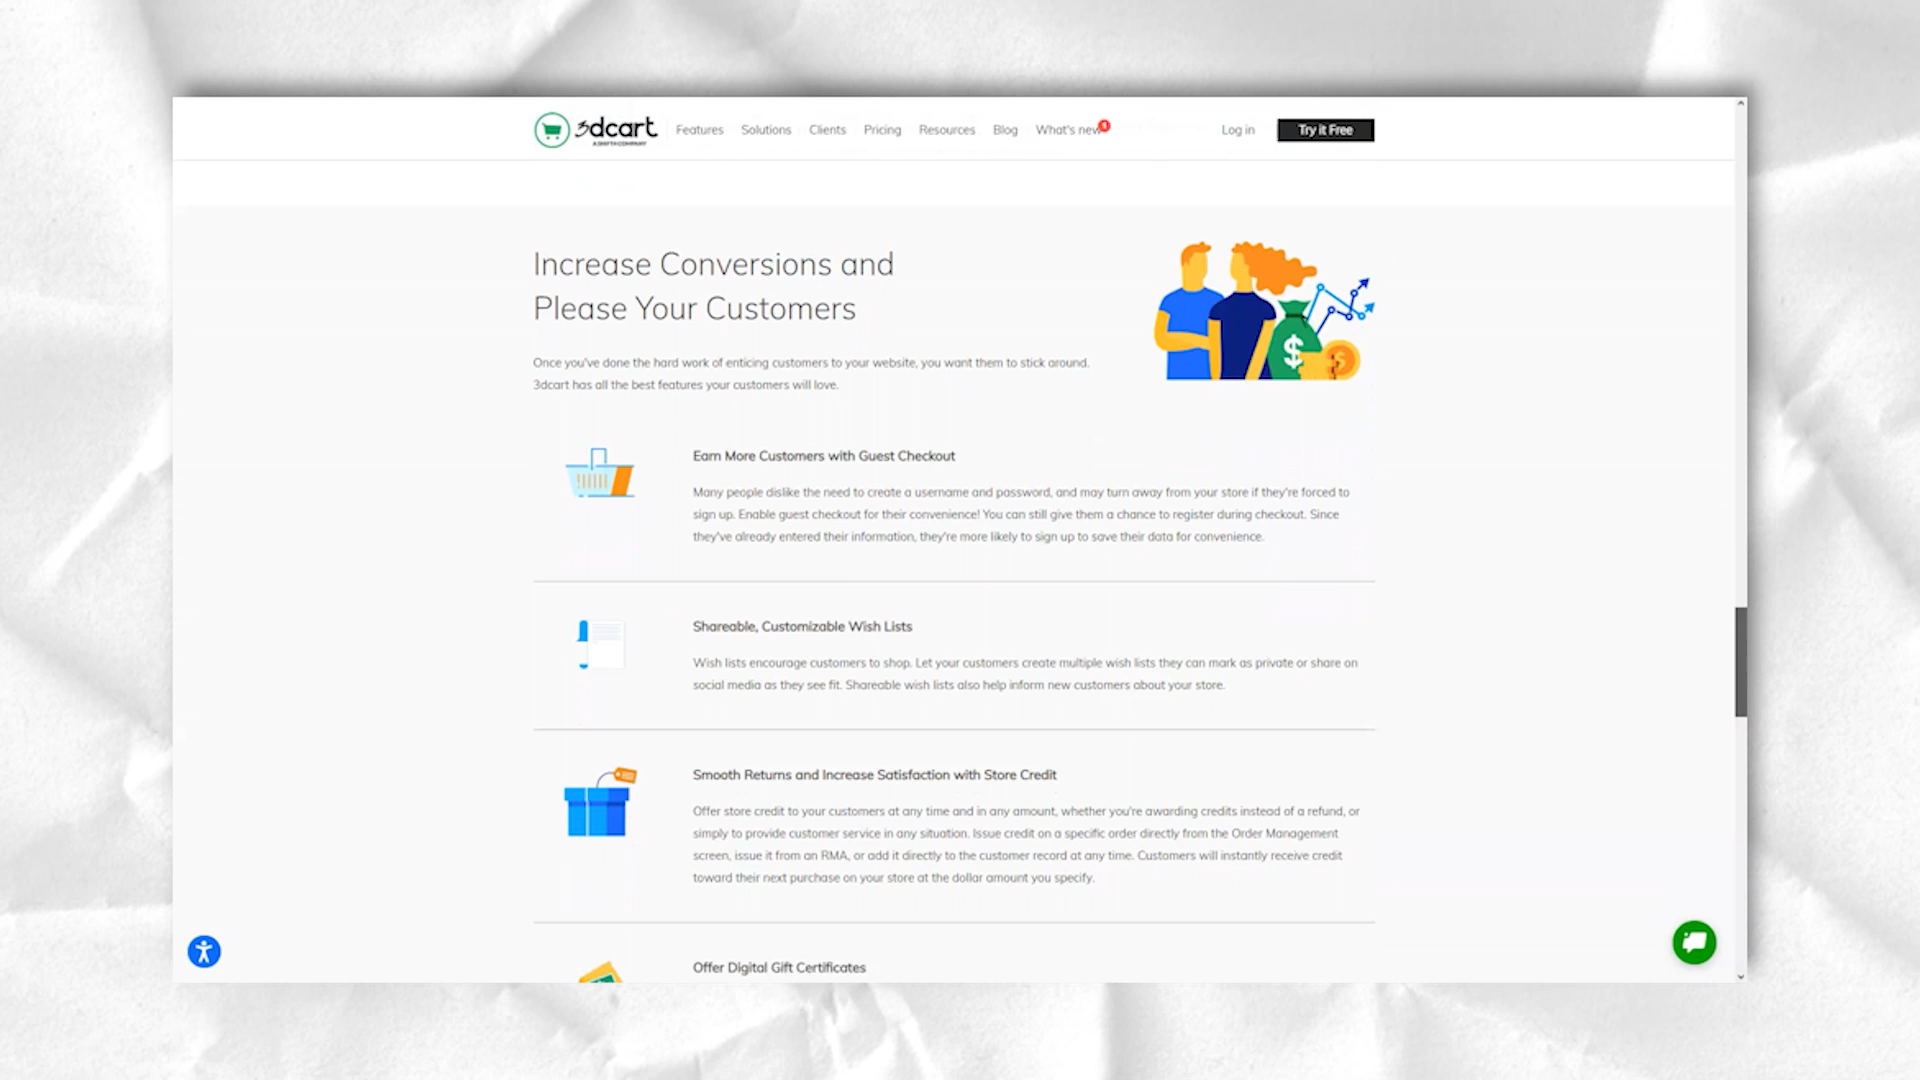 3dcart
A SHIFT4 COMPANY
Features Solutions Clients Pricing Resources Blog What's new 1 Log in Try it Free
Increase Conversions and
Please Your Customers
Once you've done the hard work of enticing customers to your website, you want them to stick around.
3dcart has all the best features your customers will love.
$ $
Earn More Customers with Guest Checkout
Many people dislike the need to create a username and password, and may turn away from your store if they're forced to
sign up. Enable guest checkout for their convenience! You can still give them a chance to register during checkout. Since
they've already entered their information, they're more likely to sign up to save their data for convenience.
Shareable, Customizable Wish Lists
Wish lists encourage customers to shop. Let your customers create multiple wish lists they can mark as private or share on
social media as they see fit. Shareable wish lists also help inform new customers about your store.
Smooth Returns and Increase Satisfaction with Store Credit
Offer store credit to your customers at any time and in any amount, whether you're awarding credits instead of a refund, or
simply to provide customer service in any situation. Issue credit on a specific order directly from the Order Management
screen, issue it from an RMA, or add it directly to the customer record at any time. Customers will instantly receive credit
toward their next purchase on your store at the dollar amount you specify.
Offer Digital Gift Certificates